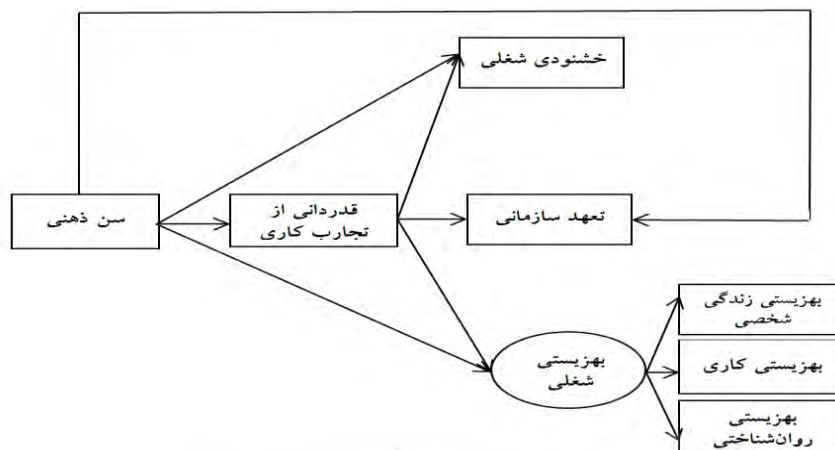 خشنودی شغلی
سن ذهنی
قدردانی از
تجارب کاری
تعهد سازمانی
بهزیستی
شغلی
بهزیستی زندگی
شخصی
بهزیستی کاری
بهزیستی
روان‌شناختی